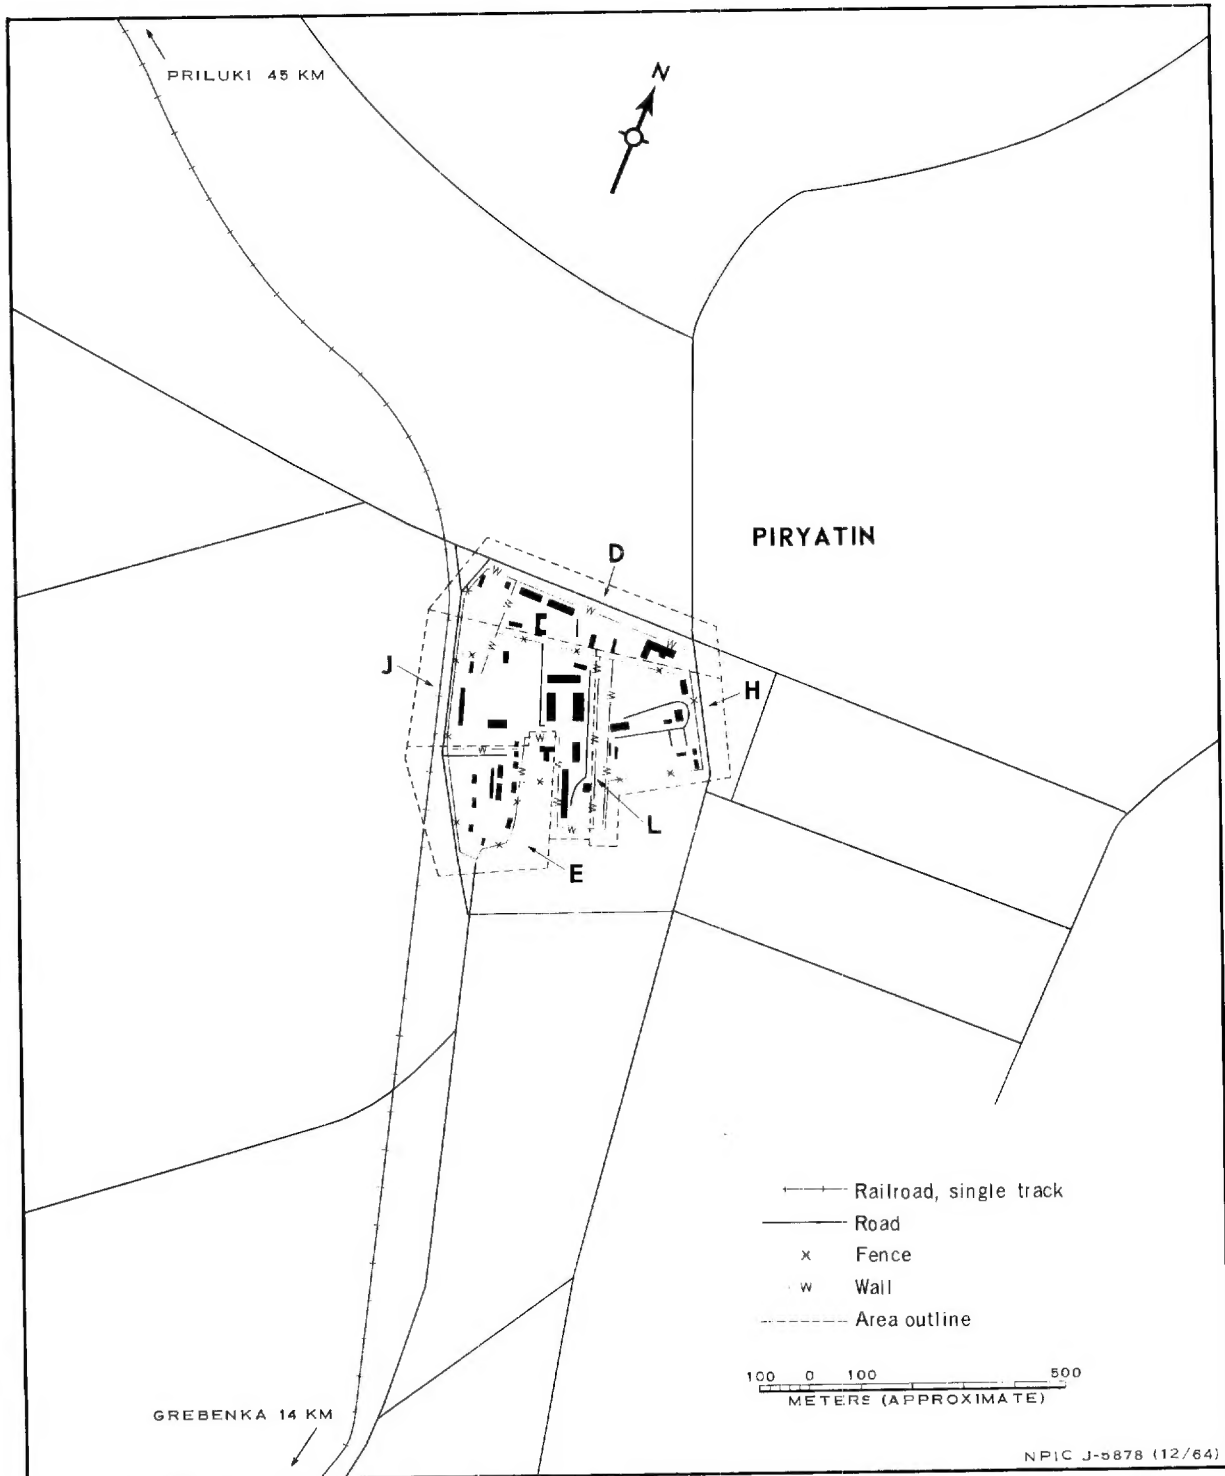 PRILUKI 45 KM
N
PIRYATIN
D
J
H
L
E
Railroad, single track
Road
x Fence
w Wall
Area outline
100 0 100 500
METERS (APPROXIMATE)
GREBENKA 14 KM
NPIC J-5878 (12/64)